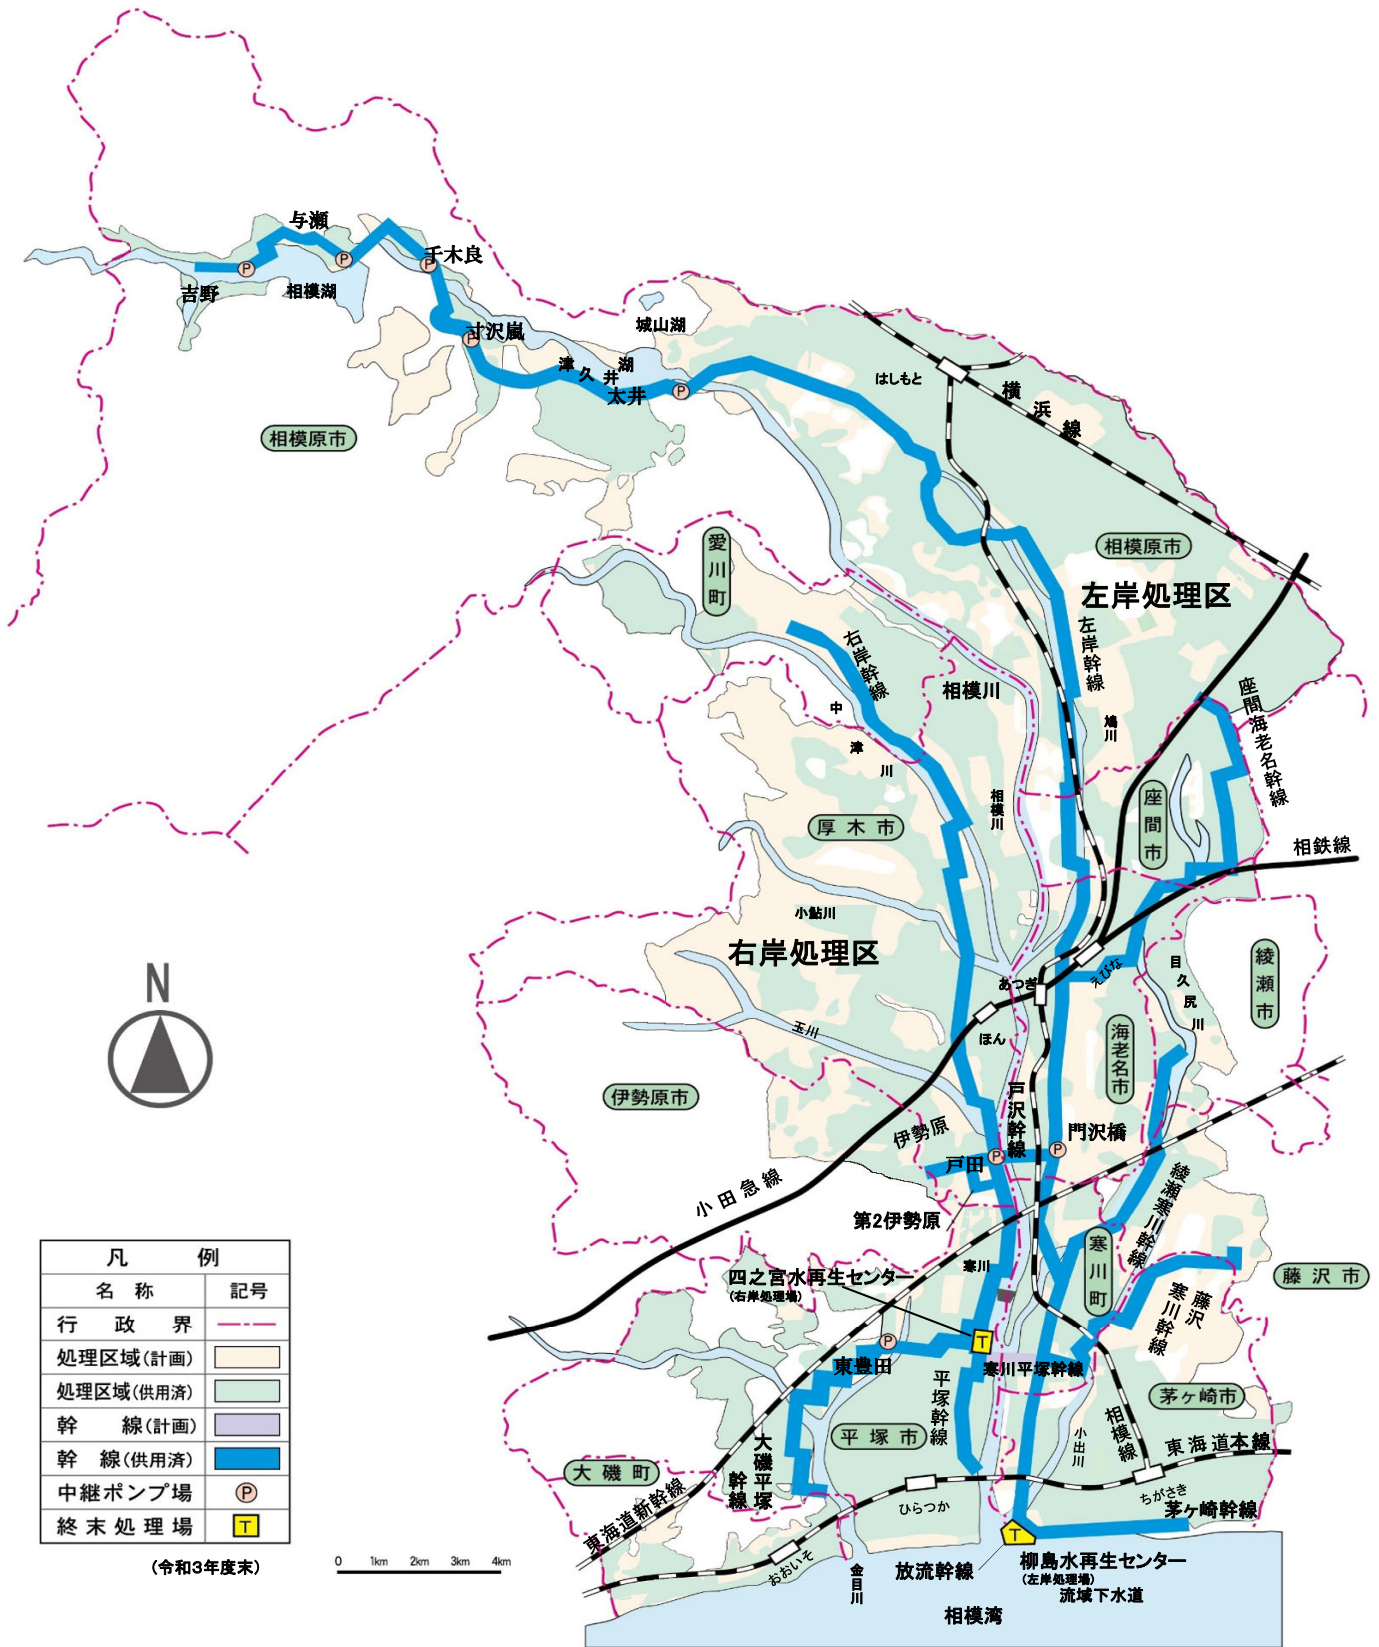 与瀬
千木良
吉野
相模湖
寸沢嵐
城山湖
津久井湖
太井
はしもと
横浜線
相模原市
愛川町
相模原市
左岸処理区
左岸幹線
右岸幹線
相模川
座間海老名幹線
中津川
鳩川
相模川
座間市
厚木市
相鉄線
小鮎川
右岸処理区
綾瀬市
目久尻川
えびな
あつぎ
玉川
ほん
海老名市
N
伊勢原市
戸沢幹線
伊勢原
門沢橋
戸田
小田急線
綾瀬寒川幹線
第2伊勢原
寒川町
寒川
四之宮水再生センター
(右岸処理場)
藤沢市
藤沢寒川幹線
T
東豊田
寒川平塚幹線
平塚幹線
茅ヶ崎市
相模線
小出川
平塚市
東海道本線
大磯平塚幹線
大磯町
ちがさき
ひらつか
茅ヶ崎幹線
東海道新幹線
おおいそ
T
金目川
放流幹線
柳島水再生センター
(左岸処理場)
流域下水道
相模湾
凡例
名称 記号
行政界
処理区域(計画)
処理区域(供用済)
幹線(計画)
幹線(供用済)
中継ポンプ場 P
終末処理場 T
(令和3年度末)
0 1km 2km 3km 4km
P
P
P
P
P
P
P
P